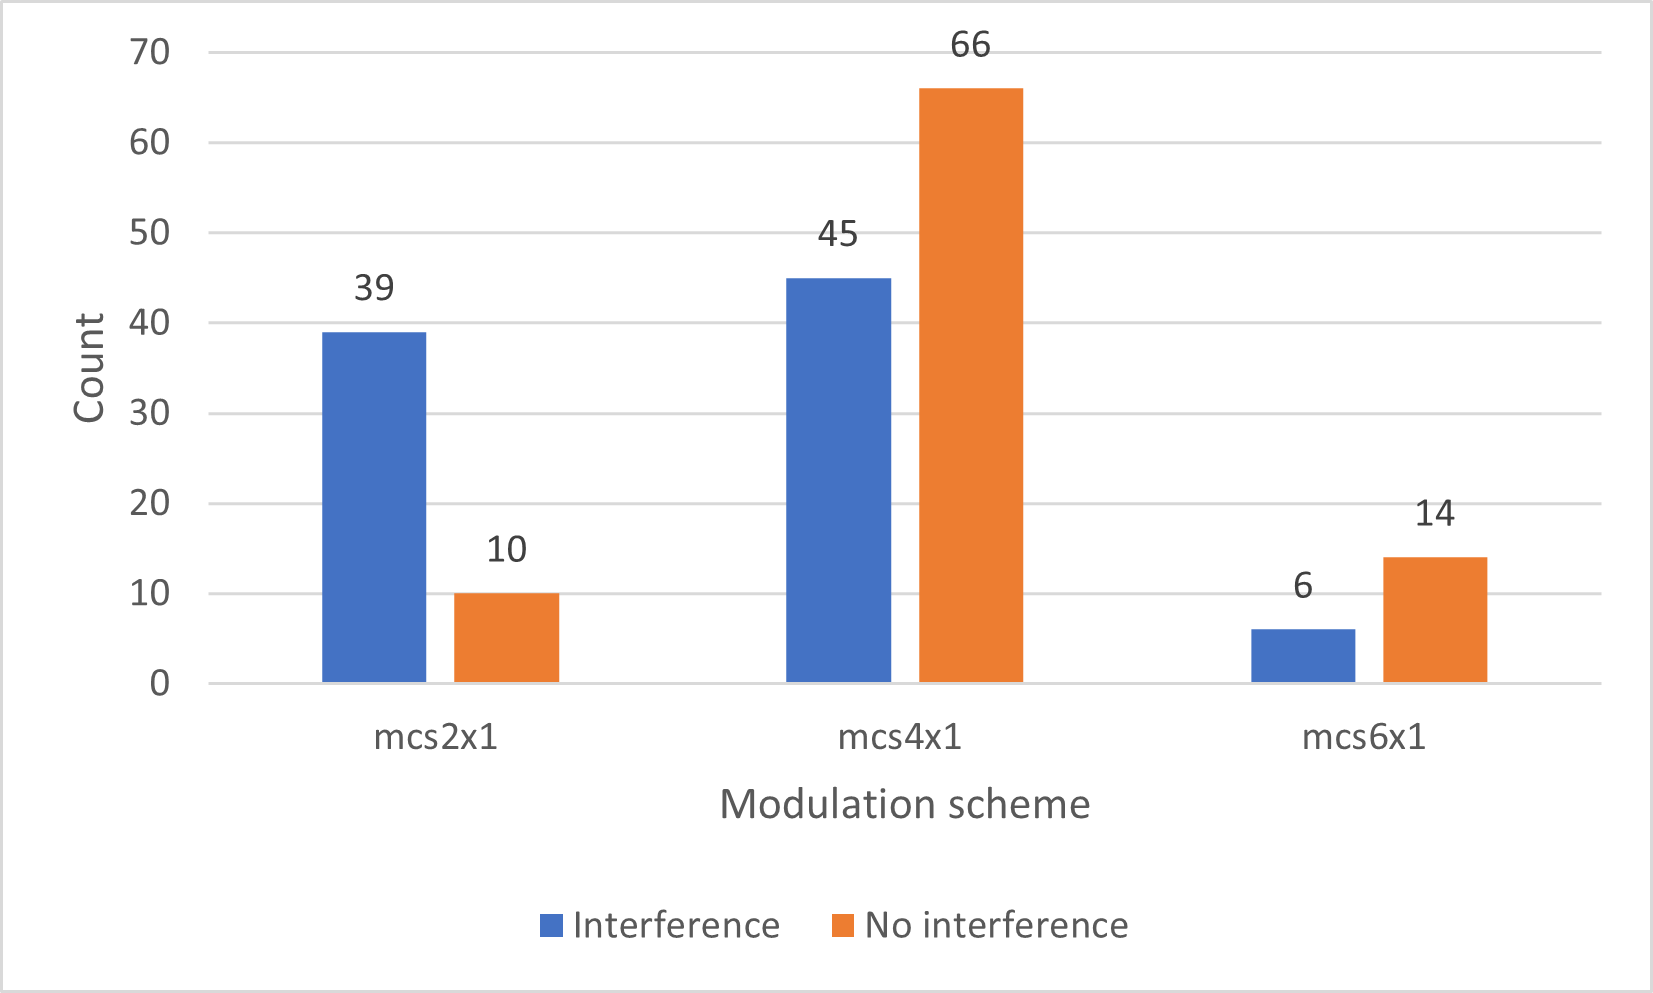 70
60
50
40
30
20
10
0
Count
39
10
45
66
6
14
mcs2x1
mcs4x1
mcs6x1
Modulation scheme
Interference
No interference